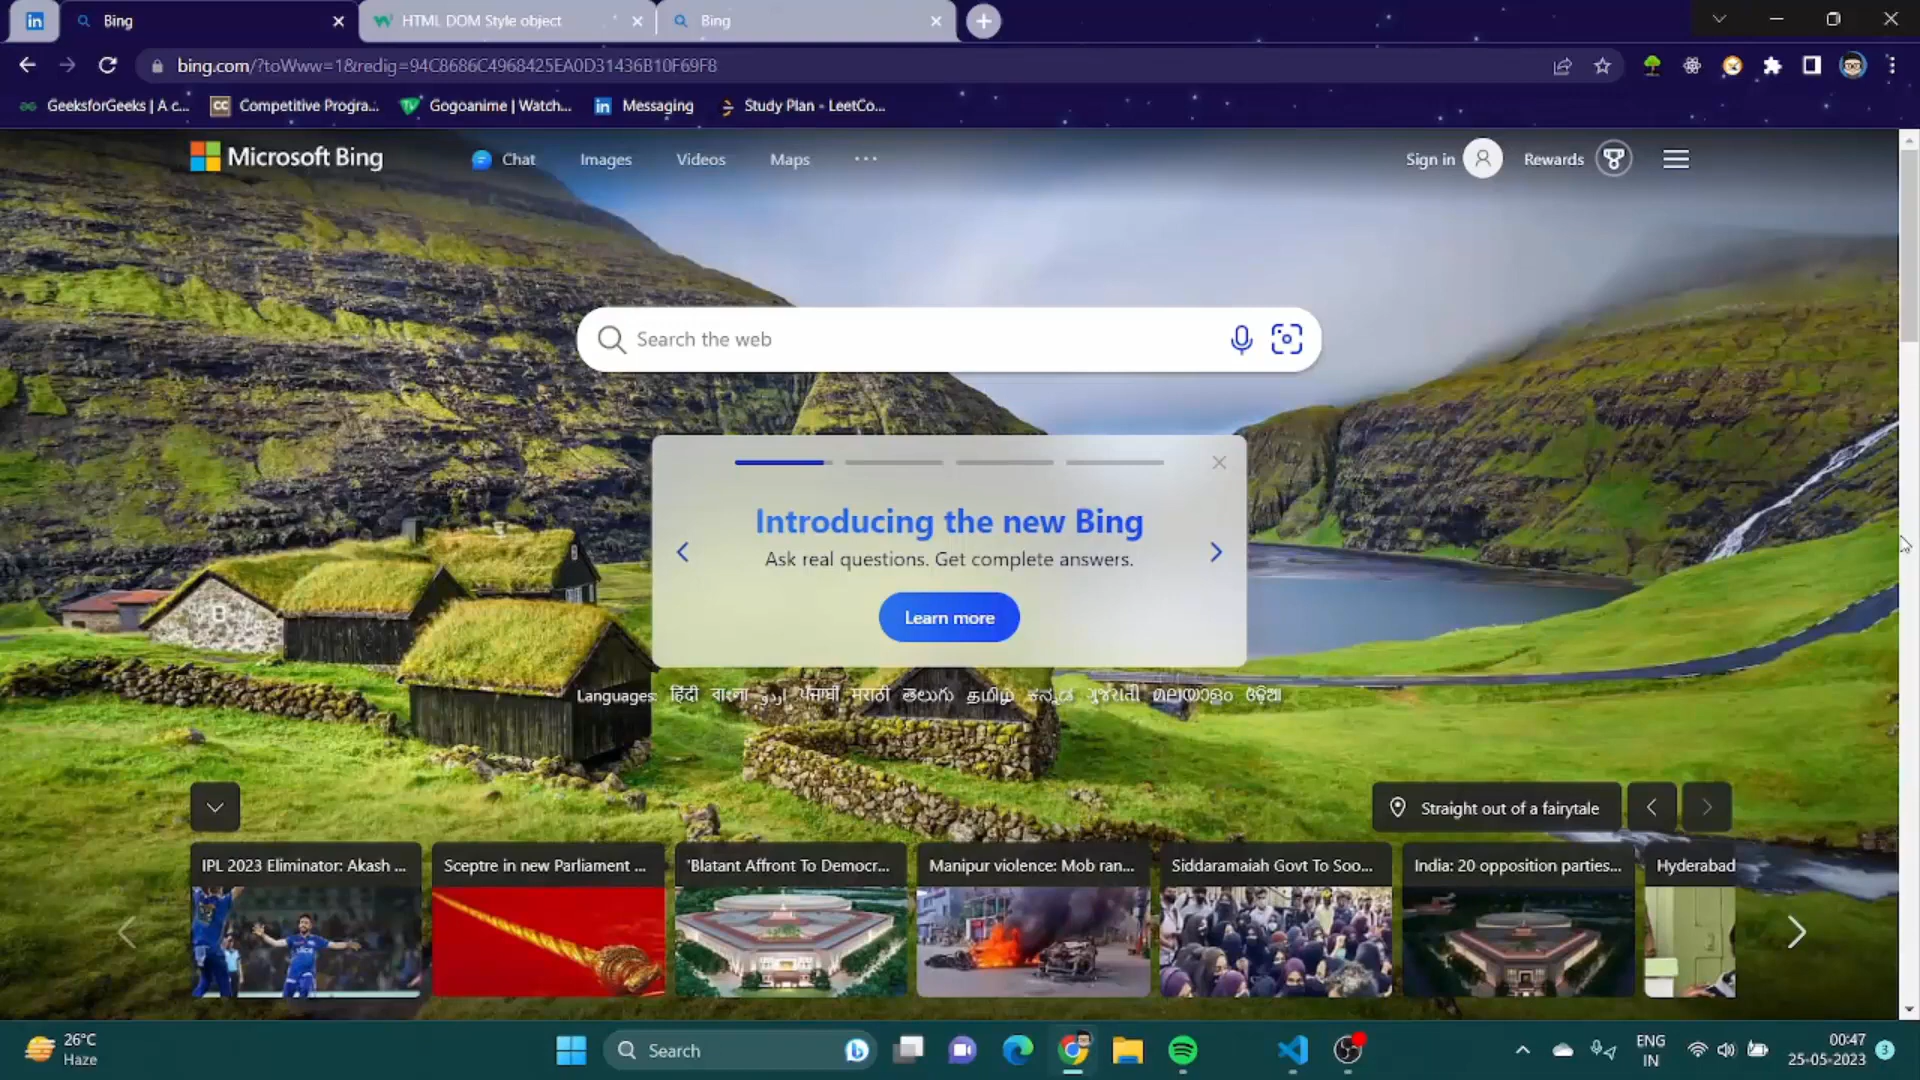 Bing
HTML DOM Style object
Bing
bing.com/?toWww=1&redig=94C8686C4968425EA0D31436B10F69F8
GeeksforGeeks | A c...
Competitive Progra...
Gogoanime | Watch...
Messaging
Study Plan - LeetCo...
Microsoft Bing
Chat
Images
Videos
Maps
Sign in
Rewards
Search the web
Introducing the new Bing
Ask real questions. Get complete answers.
Learn more
Languages: हिंदी বাংলা اردو ਪੰਜਾਬੀ मराठी తెలుగు தமிழ் ಕನ್ನಡ ગુજરાતી മലയാളം ଓଡ଼ିଆ
Straight out of a fairytale
IPL 2023 Eliminator: Akash ...
Sceptre in new Parliament ...
'Blatant Affront To Democr...
Manipur violence: Mob ran...
Siddaramaiah Govt To Soo...
India: 20 opposition parties...
Hyderabad
26°C
Haze
Search
ENG
IN
00:47
25-05-2023
3